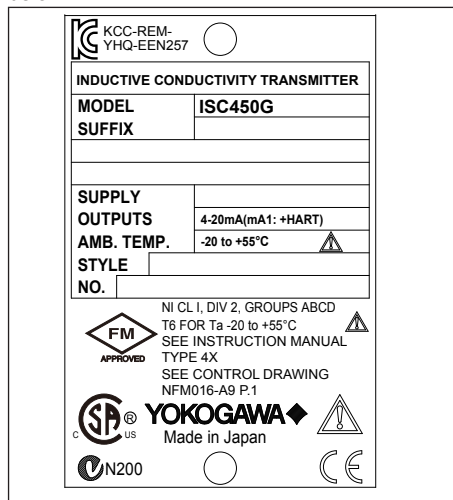 KCC-REM-
YHQ-EEN257
INDUCTIVE CONDUCTIVITY TRANSMITTER
MODEL ISC450G
SUFFIX
SUPPLY
OUTPUTS 4-20mA(mA1: +HART)
AMB. TEMP. -20 to +55°C
STYLE
NO.
NI CL I, DIV 2, GROUPS ABCD
T6 FOR Ta -20 to +55°C
SEE INSTRUCTION MANUAL
TYPE 4X
SEE CONTROL DRAWING
NFM016-A9 P.1
FM
APPROVED
SA ®
C US
YOKOGAWA
Made in Japan
N200
CE